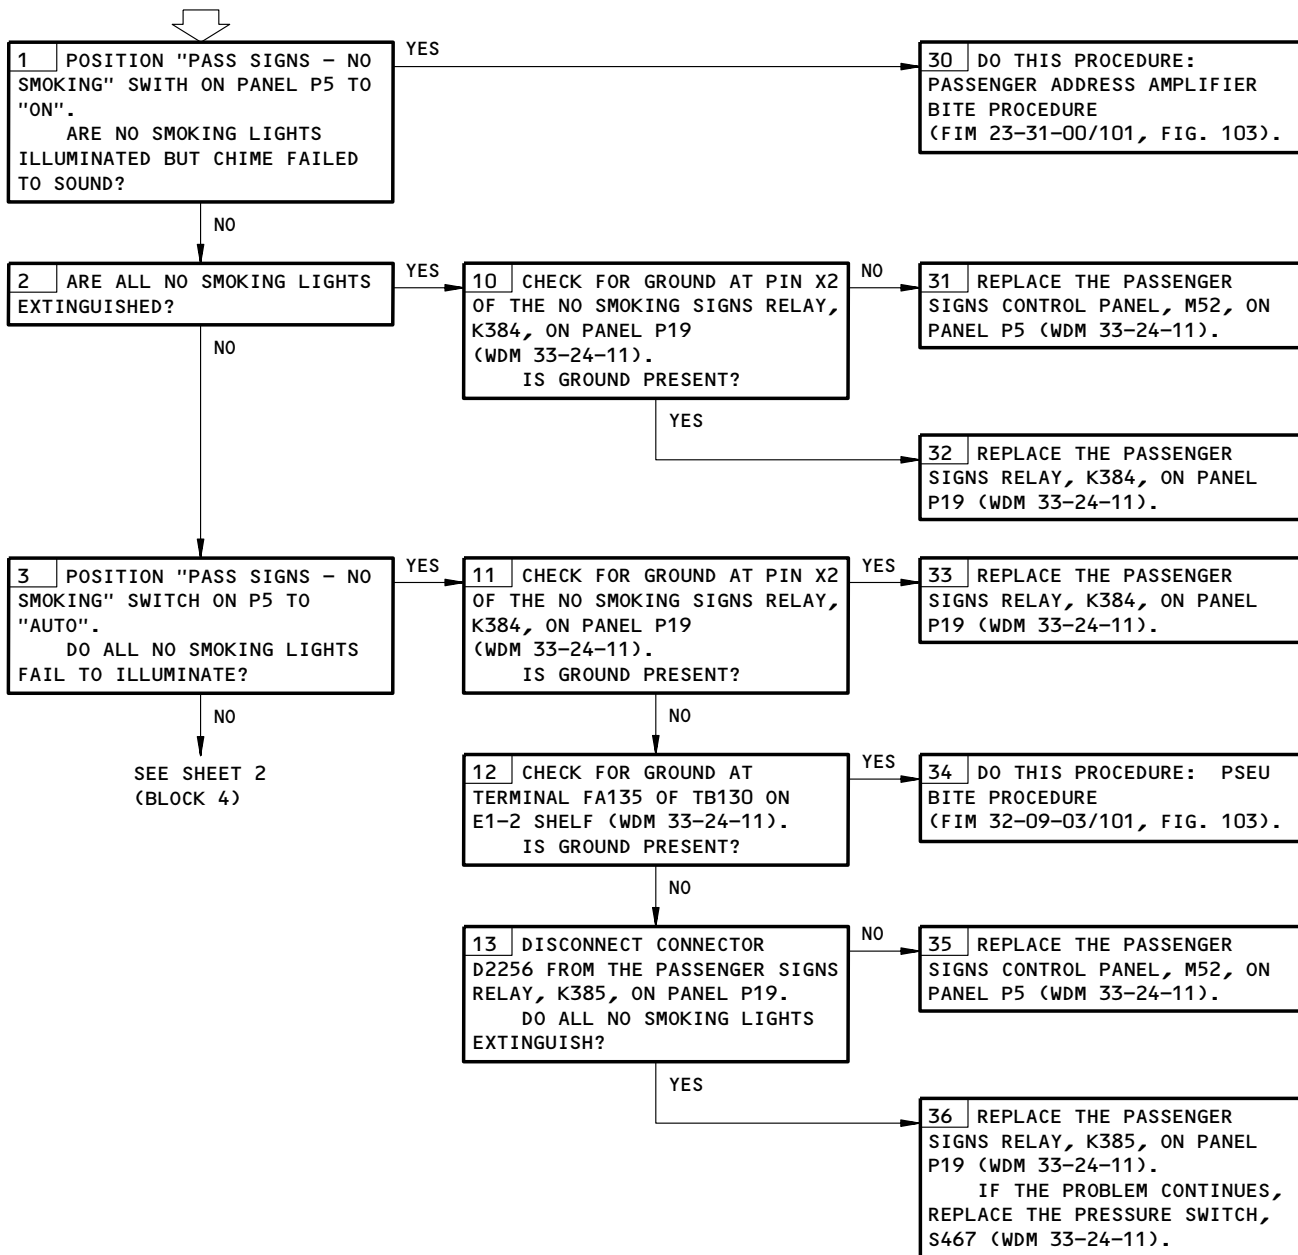 1 POSITION "PASS SIGNS – NO
SMOKING" SWITH ON PANEL P5 TO
"ON".
ARE NO SMOKING LIGHTS
ILLUMINATED BUT CHIME FAILED
TO SOUND?
YES
30 DO THIS PROCEDURE:
PASSENGER ADDRESS AMPLIFIER
BITE PROCEDURE
(FIM 23-31-00/101, FIG. 103).
NO
2 ARE ALL NO SMOKING LIGHTS
EXTINGUISHED?
YES
10 CHECK FOR GROUND AT PIN X2
OF THE NO SMOKING SIGNS RELAY,
K384, ON PANEL P19
(WDM 33-24-11).
IS GROUND PRESENT?
NO
31 REPLACE THE PASSENGER
SIGNS CONTROL PANEL, M52, ON
PANEL P5 (WDM 33-24-11).
NO
YES
32 REPLACE THE PASSENGER
SIGNS RELAY, K384, ON PANEL
P19 (WDM 33-24-11).
3 POSITION "PASS SIGNS – NO
SMOKING" SWITCH ON P5 TO
"AUTO".
DO ALL NO SMOKING LIGHTS
FAIL TO ILLUMINATE?
YES
11 CHECK FOR GROUND AT PIN X2
OF THE NO SMOKING SIGNS RELAY,
K384, ON PANEL P19
(WDM 33-24-11).
IS GROUND PRESENT?
YES
33 REPLACE THE PASSENGER
SIGNS RELAY, K384, ON PANEL
P19 (WDM 33-24-11).
NO
SEE SHEET 2
(BLOCK 4)
NO
12 CHECK FOR GROUND AT
TERMINAL FA135 OF TB130 ON
E1-2 SHELF (WDM 33-24-11).
IS GROUND PRESENT?
YES
34 DO THIS PROCEDURE: PSEU
BITE PROCEDURE
(FIM 32-09-03/101, FIG. 103).
NO
13 DISCONNECT CONNECTOR
D2256 FROM THE PASSENGER SIGNS
RELAY, K385, ON PANEL P19.
DO ALL NO SMOKING LIGHTS
EXTINGUISH?
NO
35 REPLACE THE PASSENGER
SIGNS CONTROL PANEL, M52, ON
PANEL P5 (WDM 33-24-11).
YES
36 REPLACE THE PASSENGER
SIGNS RELAY, K385, ON PANEL
P19 (WDM 33-24-11).
IF THE PROBLEM CONTINUES,
REPLACE THE PRESSURE SWITCH,
S467 (WDM 33-24-11).